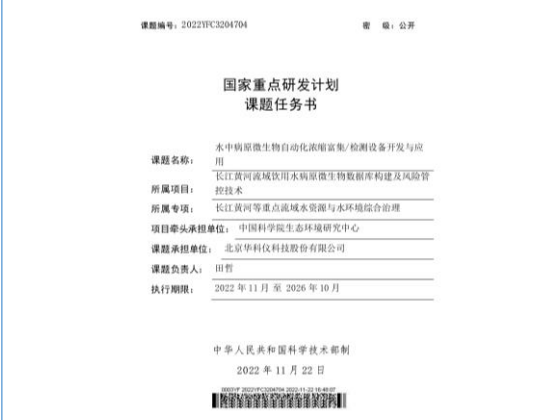 课题编号：2022YFC3204704
密 级：公开
国家重点研发计划
课题任务书
水中病原微生物自动化浓缩富集/检测设备开发与应
课题名称： 用
长江黄河流域饮用水病原微生物数据库构建及风险管
所属项目： 控技术
所属专项： 长江黄河等重点流域水资源与水环境综合治理
项目牵头承担单位： 中国科学院生态环境研究中心
课题承担单位： 北京华科仪科技股份有限公司
课题负责人： 田哲
执行期限： 2022 年 11 月 至 2026 年 10 月
中华人民共和国科学技术部制
2022 年 11 月 22 日
0003YF 2022YFC3204704 2022-11-22 16:46:07